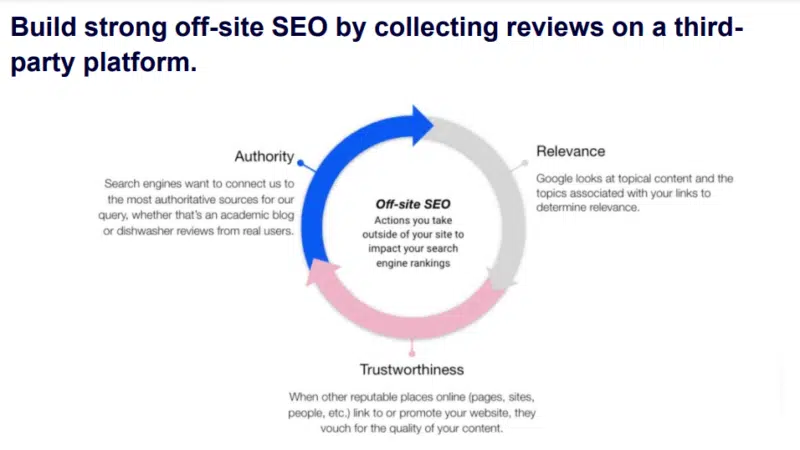 Build strong off-site SEO by collecting reviews on a third-
party platform.
Authority
Search engines want to connect us to
the most authoritative sources for our
query, whether that's an academic blog
or dishwasher reviews from real users.
Off-site SEO
Actions you take
outside of your site to
impact your search
engine rankings
Relevance
Google looks at topical content and the
topics associated with your links to
determine relevance.
Trustworthiness
When other reputable places online (pages, sites,
people, etc.) link to or promote your website, they
vouch for the quality of your content.